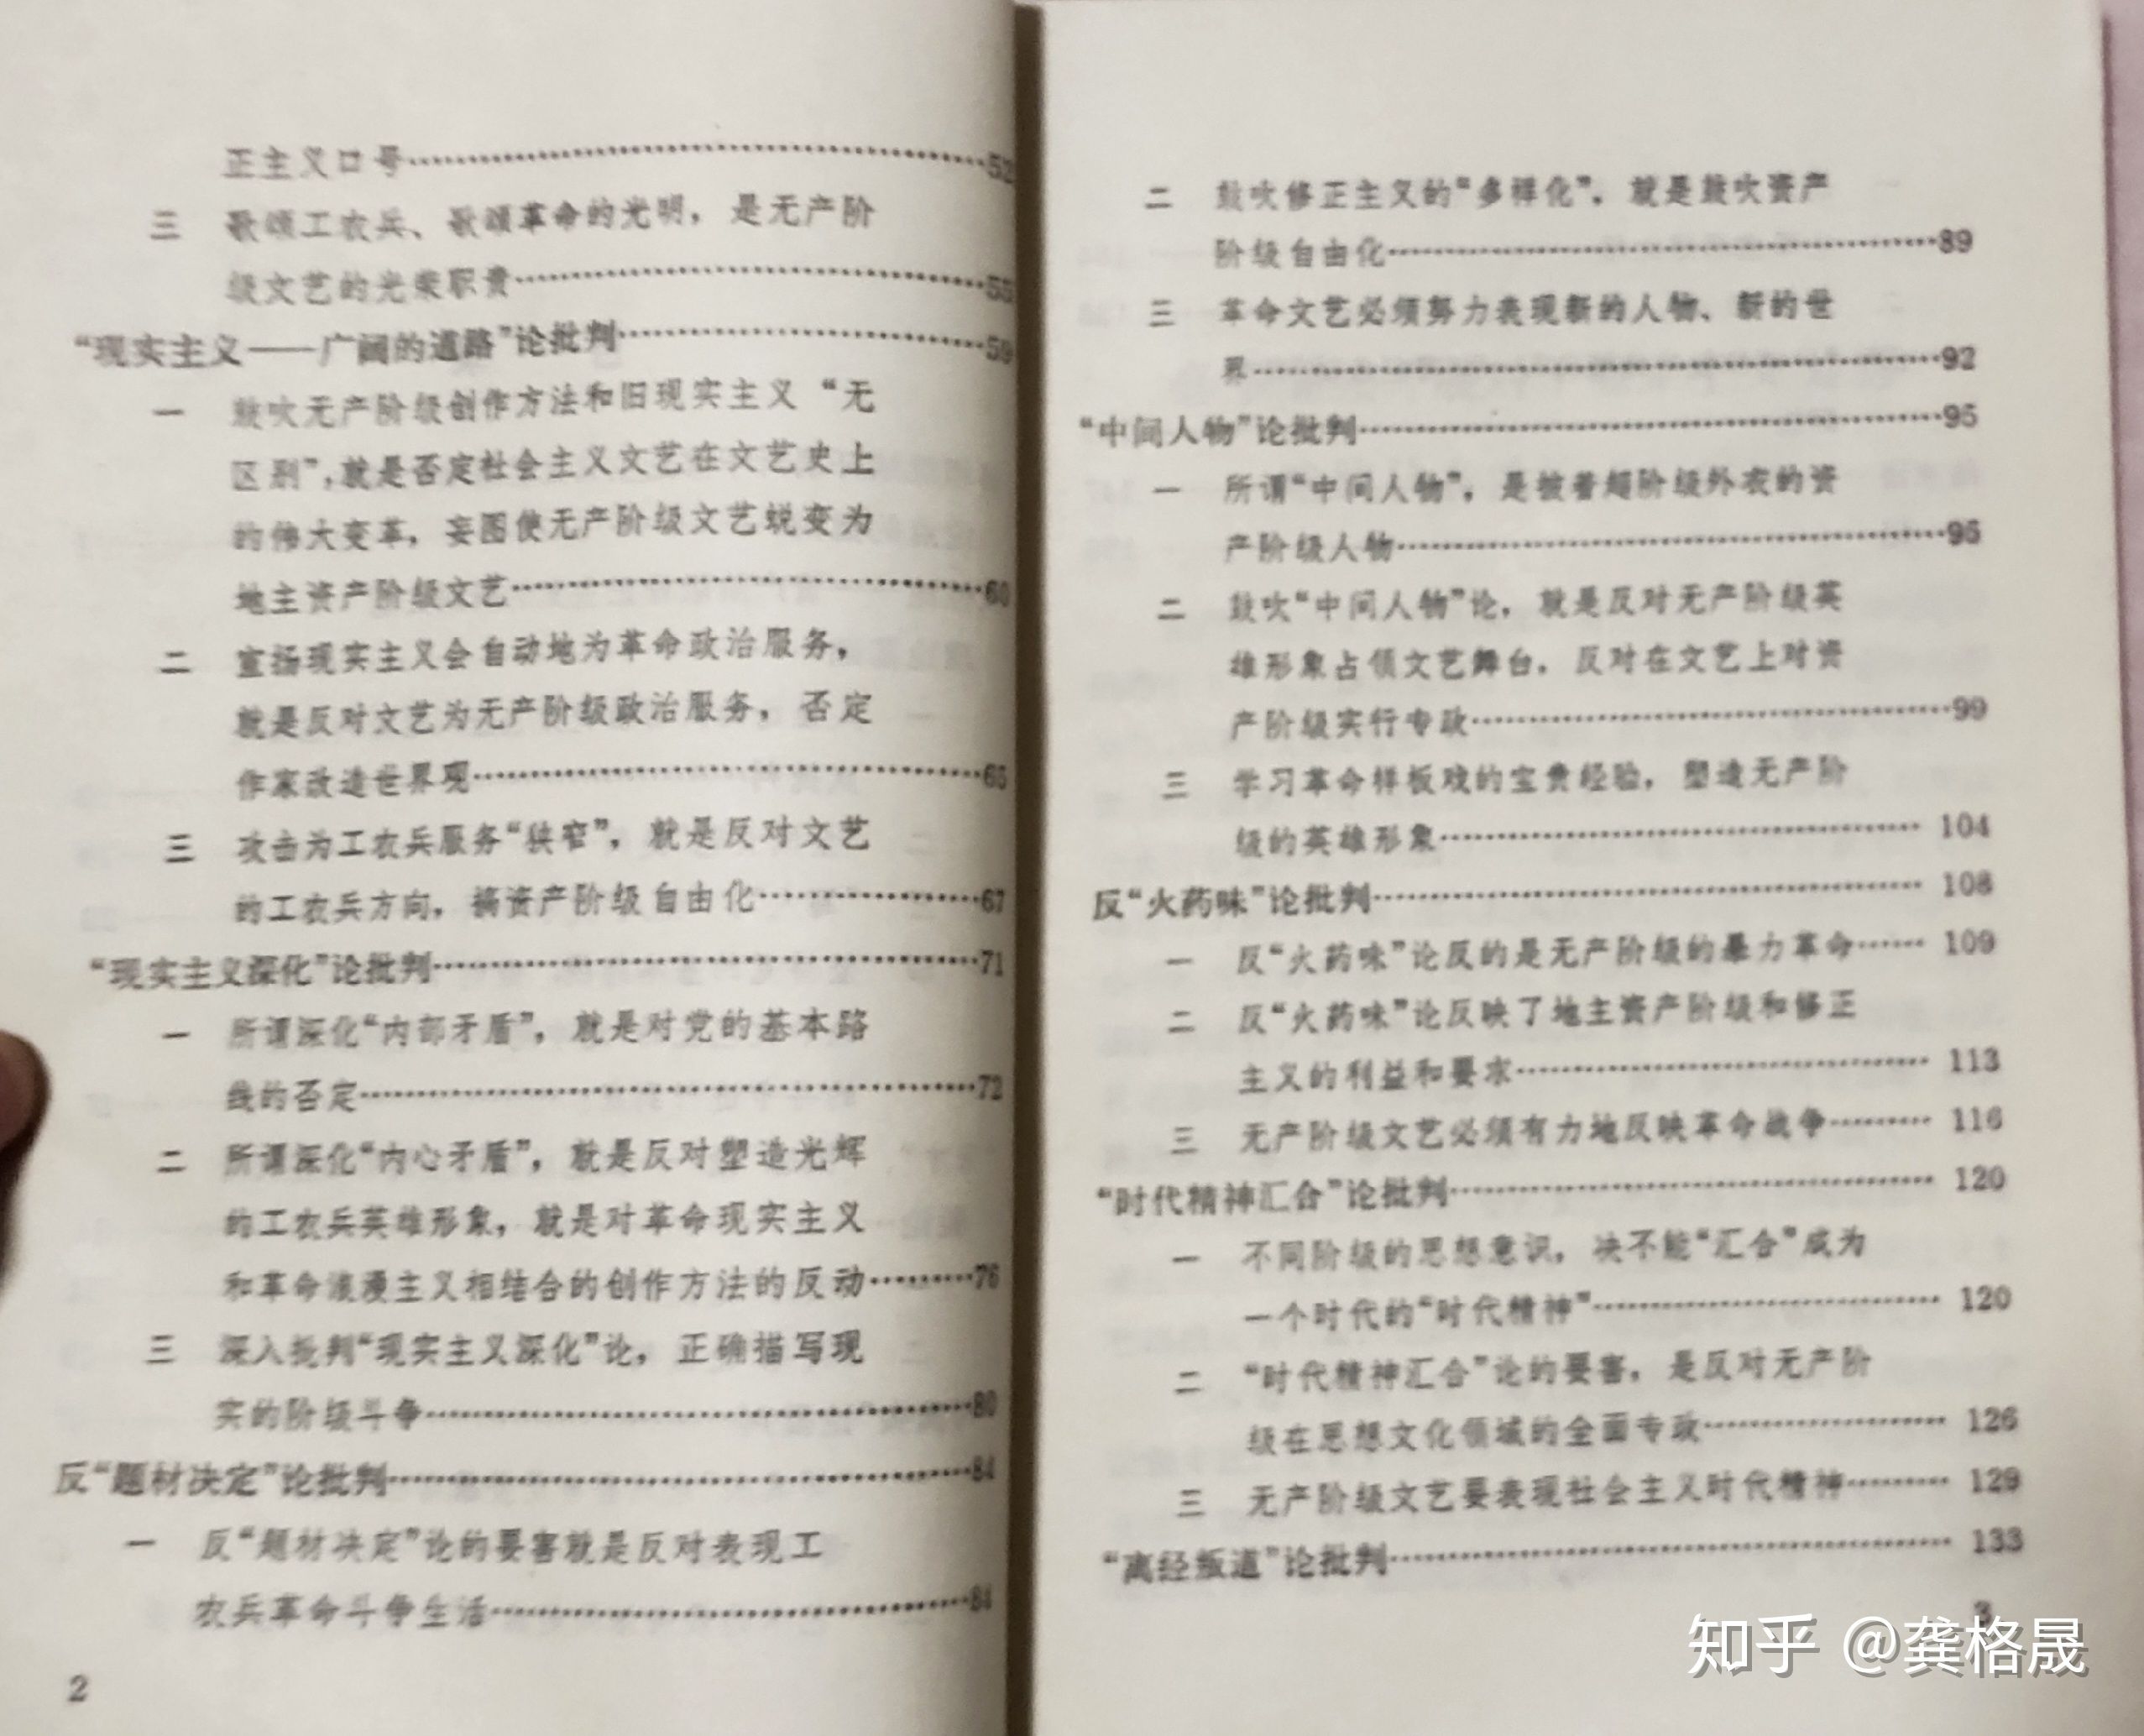 正主义口号……52
三 歌颂工农兵、歌颂革命的光明，是无产阶
级文艺的光荣职责……55
“现实主义——广阔的道路”论批判……59
一 鼓吹无产阶级创作方法和旧现实主义“无
区别”，就是否定社会主义文艺在文艺史上
的伟大变革，妄图使无产阶级文艺蜕变为
地主资产阶级文艺……60
二 宣扬现实主义会自动地为革命政治服务，
就是反对文艺为无产阶级政治服务，否定
作家改造世界观……65
三 攻击为工农兵服务“狭窄”，就是反对文艺
的工农兵方向，搞资产阶级自由化……67
“现实主义深化”论批判……71
一 所谓深化“内部矛盾”，就是对党的基本路
线的否定……72
二 所谓深化“内心矛盾”，就是反对塑造光辉
的工农兵英雄形象，就是对革命现实主义
和革命浪漫主义相结合的创作方法的反动……76
三 深入批判“现实主义深化”论，正确描写现
实的阶级斗争……80
反“题材决定”论批判……84
一 反“题材决定”论的要害就是反对表现工
农兵革命斗争生活……84
2
二 鼓吹修正主义的“多样化”，就是鼓吹资产
阶级自由化……89
三 革命文艺必须努力表现新的人物、新的世
界……92
“中间人物”论批判……95
一 所谓“中间人物”，是披着超阶级外衣的资
产阶级人物……95
二 鼓吹“中间人物”论，就是反对无产阶级英
雄形象占领文艺舞台，反对在文艺上对资
产阶级实行专政……99
三 学习革命样板戏的宝贵经验，塑造无产阶
级的英雄形象……104
反“火药味”论批判……108
一 反“火药味”论反的是无产阶级的暴力革命……109
二 反“火药味”论反映了地主资产阶级和修正
主义的利益和要求……113
三 无产阶级文艺必须有力地反映革命战争……116
“时代精神汇合”论批判……120
一 不同阶级的思想意识，决不能“汇合”成为
一个时代的“时代精神”……120
二 “时代精神汇合”论的要害，是反对无产阶
级在思想文化领域的全面专政……126
三 无产阶级文艺要表现社会主义时代精神……129
“离经叛道”论批判……133
3
知乎 @龚格晟